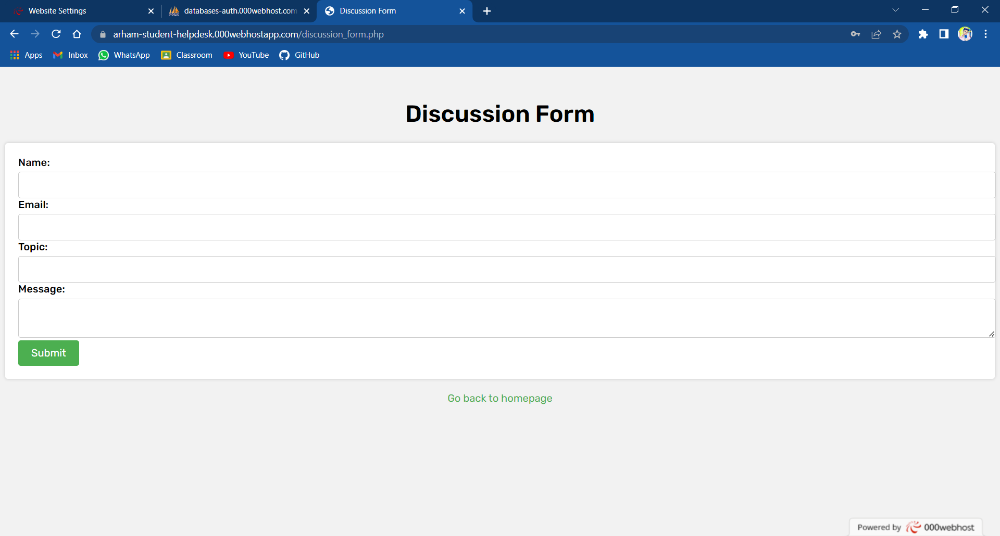 Website Settings
databases-auth.000webhost.com
Discussion Form
arham-student-helpdesk.000webhostapp.com/discussion_form.php
Apps
Inbox
WhatsApp
Classroom
YouTube
GitHub
Discussion Form
Name:
Email:
Topic:
Message:
Submit
Go back to homepage
Powered by 000webhost